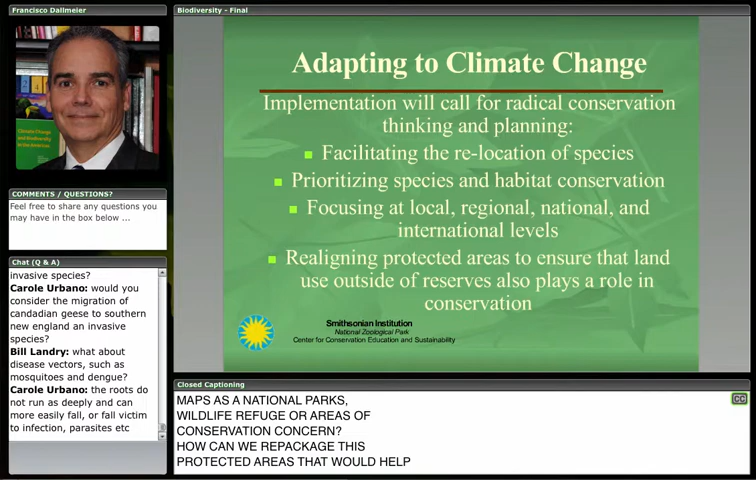 Francisco Dallmeier
Biodiversity - Final
Climate Change
and Biodiversity
in the Americas
COMMENTS / QUESTIONS?
Feel free to share any questions you
may have in the box below ...
Chat (Q & A)
invasive species?
Carole Urbano: would you
consider the migration of
candadian geese to southern
new england an invasive
species?
Bill Landry: what about
disease vectors, such as
mosquitoes and dengue?
Carole Urbano: the roots do
not run as deeply and can
more easily fall, or fall victim
to infection, parasites etc
Adapting to Climate Change
Implementation will call for radical conservation
thinking and planning:
Facilitating the re-location of species
Prioritizing species and habitat conservation
Focusing at local, regional, national, and
international levels
Realigning protected areas to ensure that land
use outside of reserves also plays a role in
conservation
Smithsonian Institution
National Zoological Park
Center for Conservation Education and Sustainability
Closed Captioning
CC
MAPS AS A NATIONAL PARKS,
WILDLIFE REFUGE OR AREAS OF
CONSERVATION CONCERN?
HOW CAN WE REPACKAGE THIS
PROTECTED AREAS THAT WOULD HELP